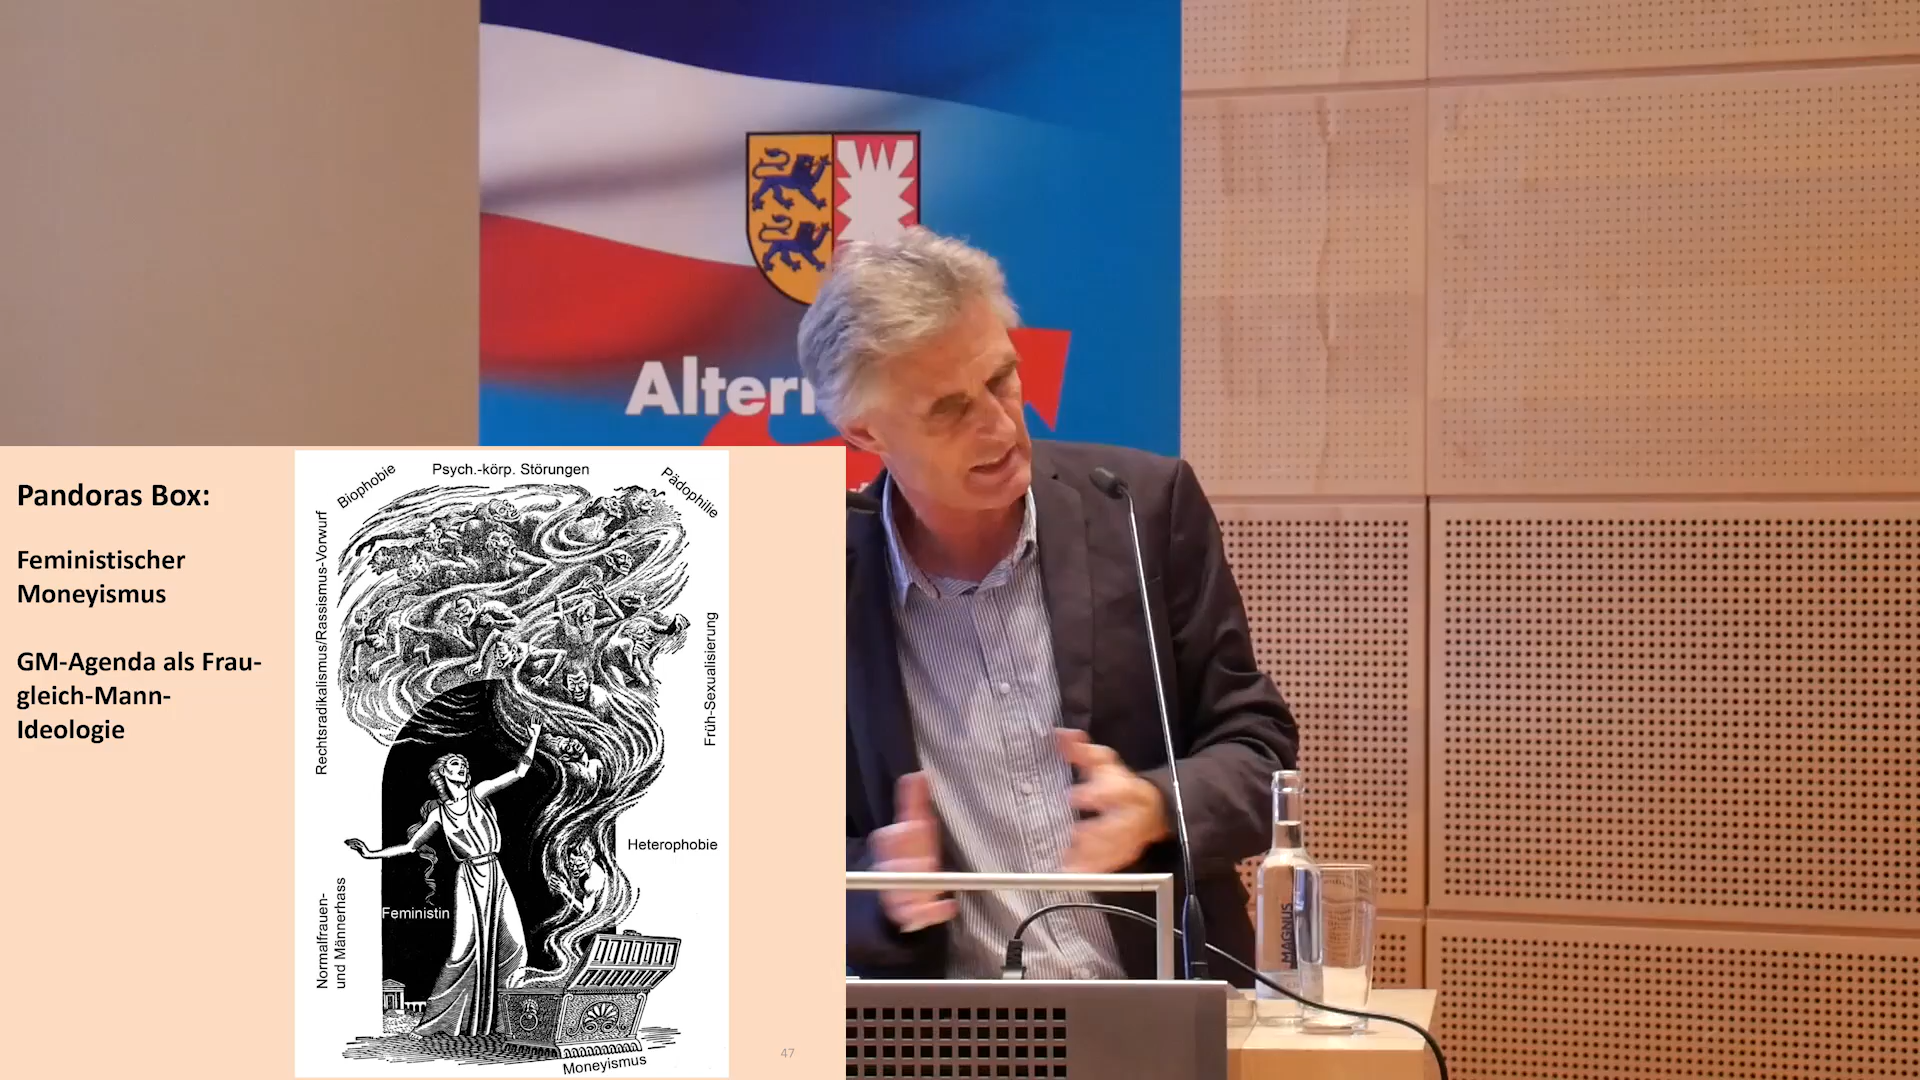 Altern
Pandoras Box:
Feministischer
Moneyismus
GM-Agenda als Frau-
gleich-Mann-
Ideologie
Biophobie
Psych.-körp. Störungen
Pädophilie
Rechtsradikalismus/Rassismus-Vorwurf
Früh-Sexualisierung
Heterophobie
Normalfrauen-
und Männerhass
Feministin
Moneyismus
47
MAGNUS